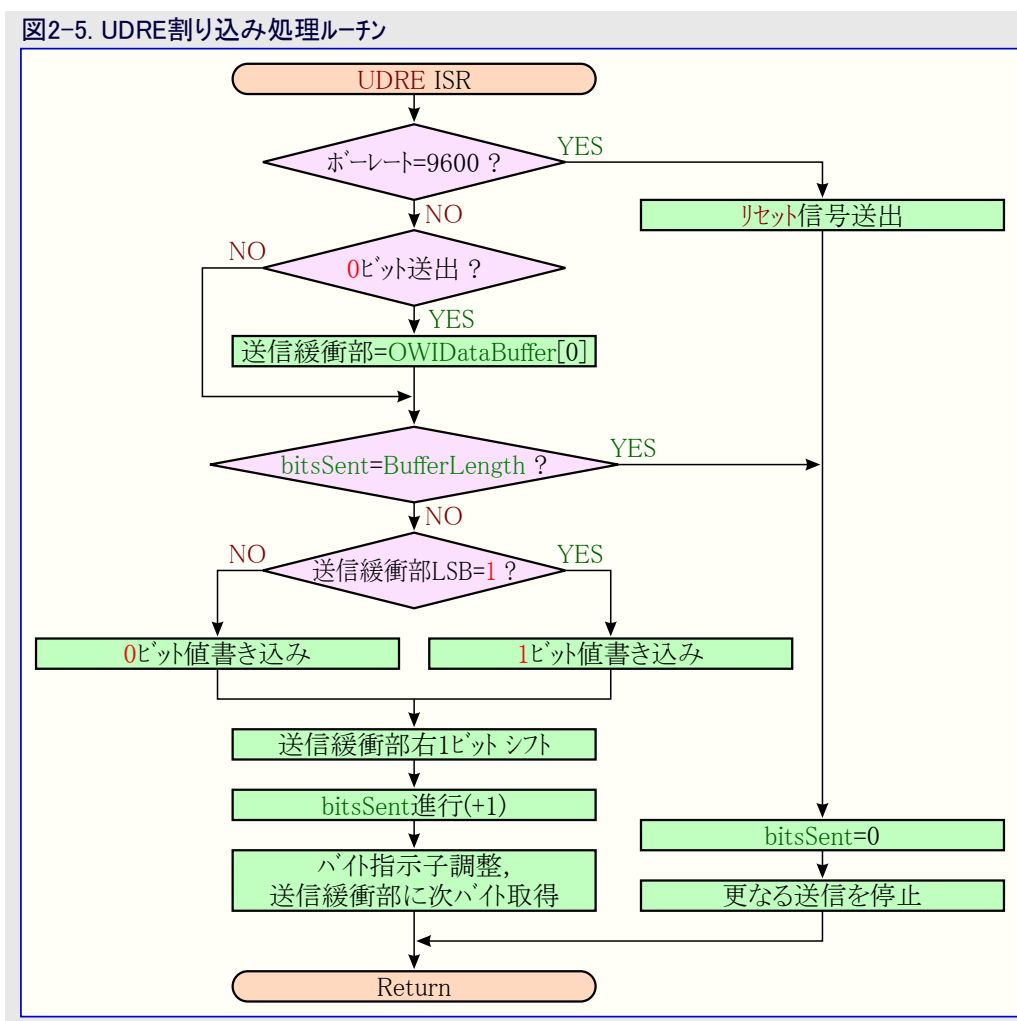 図2-5. UDRE割り込み処理ルーチン
UDRE ISR
ボーレート=9600 ?
YES
リセット信号送出
NO
NO
0ビット送出 ?
YES
送信緩衝部=OWIDataBuffer[0]
bitsSent=BufferLength ?
YES
NO
NO
送信緩衝部LSB=1 ?
YES
0ビット値書き込み
1ビット値書き込み
送信緩衝部右1ビット シフト
bitsSent進行(+1)
bitsSent=0
バイト指示子調整,
送信緩衝部に次バイト取得
更なる送信を停止
Return